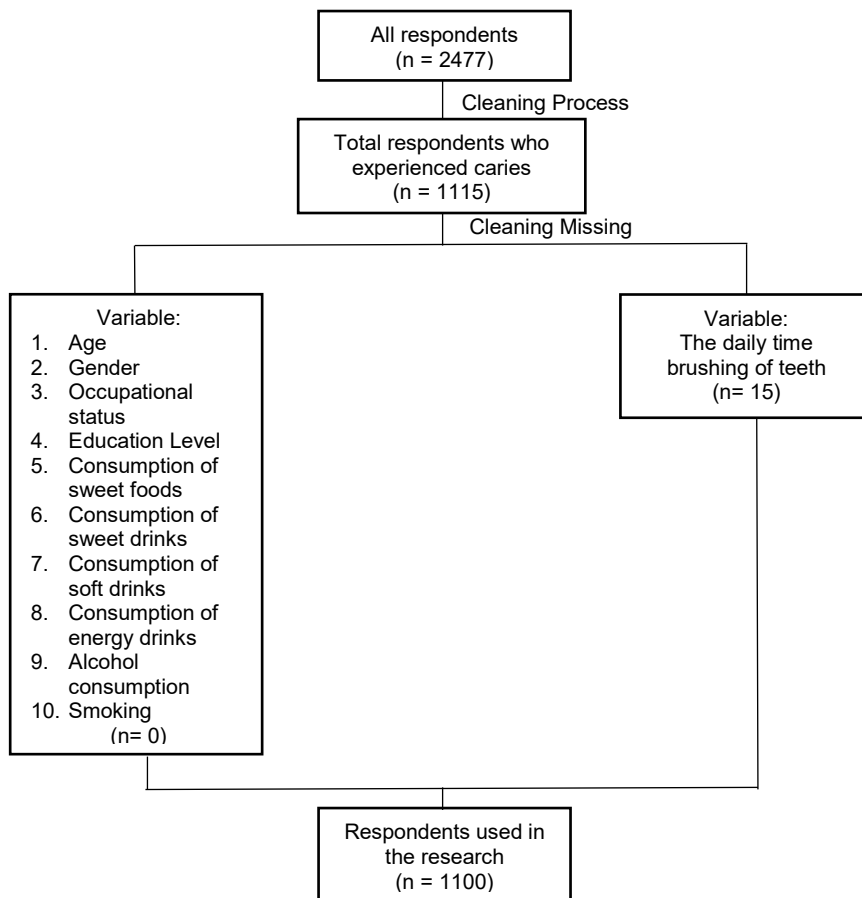 All respondents
(n = 2477)
Cleaning Process
Total respondents who
experienced caries
(n = 1115)
Cleaning Missing
Variable:
1. Age
2. Gender
3. Occupational
status
4. Education Level
5. Consumption of
sweet foods
6. Consumption of
sweet drinks
7. Consumption of
soft drinks
8. Consumption of
energy drinks
9. Alcohol
consumption
10. Smoking
(n= 0)
Variable:
The daily time
brushing of teeth
(n= 15)
Respondents used in
the research
(n = 1100)